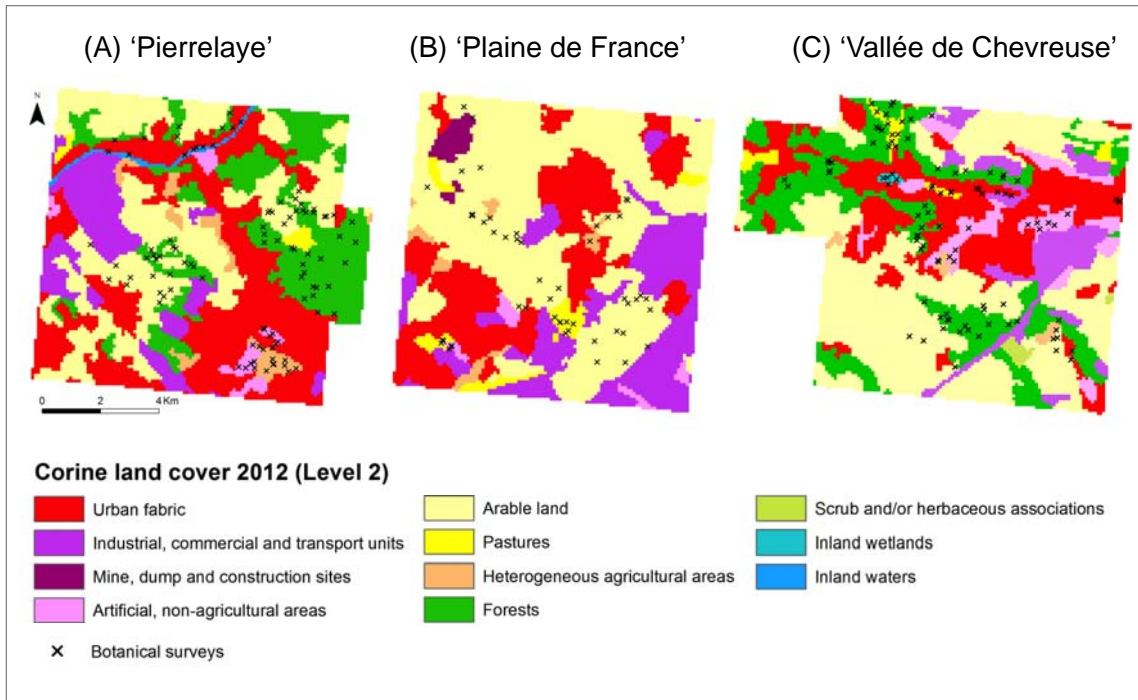 (A) ‘Pierrelaye’ (B) ‘Plaine de France’ (C) ‘Vallée de Chevreuse’
N
0 2 4 Km
Corine land cover 2012 (Level 2)
Urban fabric
Industrial, commercial and transport units
Mine, dump and construction sites
Artificial, non-agricultural areas
Botanical surveys
Arable land
Pastures
Heterogeneous agricultural areas
Forests
Scrub and/or herbaceous associations
Inland wetlands
Inland waters